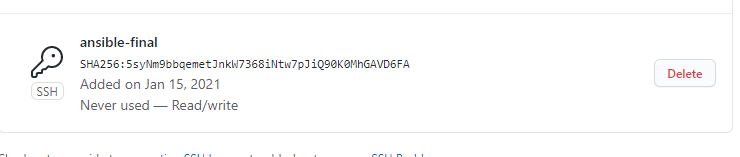 ansible-final
SHA256:5syNm9bbqemetJnkW7368iNtw7pJiQ90K0MhGAVD6FA
Added on Jan 15, 2021
SSH
Never used — Read/write
Delete